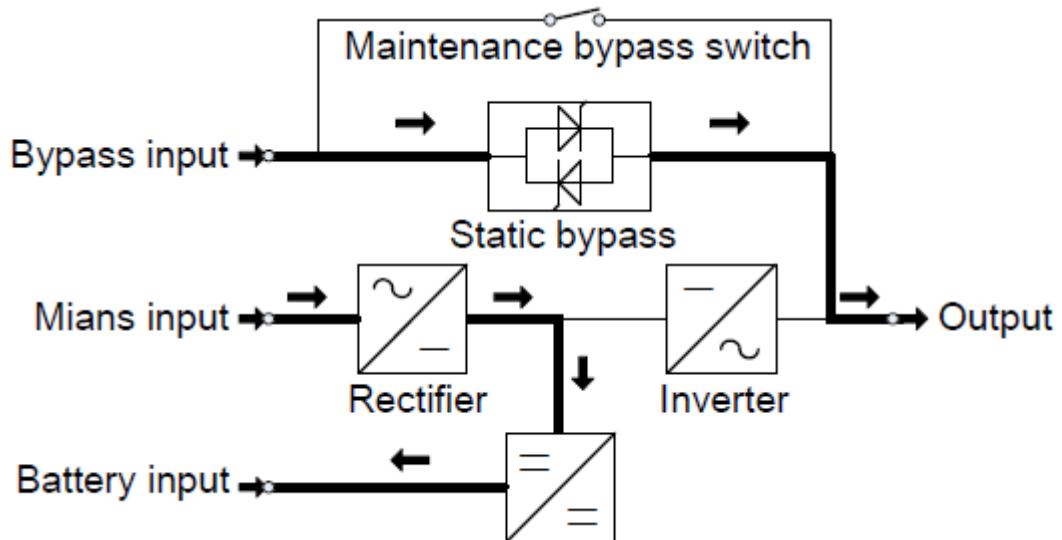 Maintenance bypass switch
Bypass input
Static bypass
Mians input
Output
Rectifier
Inverter
Battery input